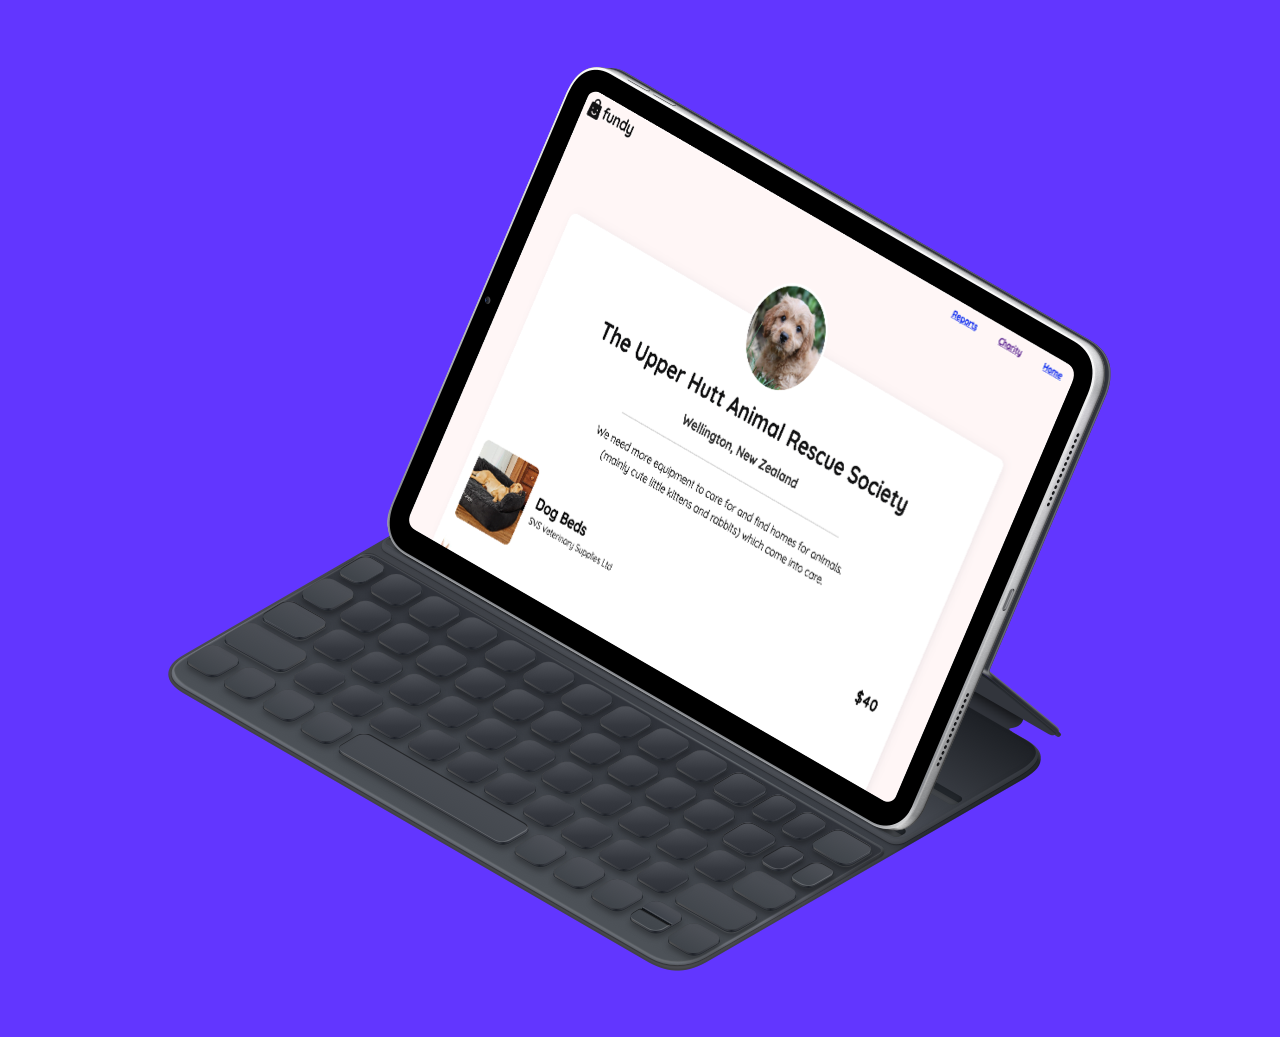 fundy
Reports
Charity
Home
The Upper Hutt Animal Rescue Society
Wellington, New Zealand
We need more equipment to care for and find homes for animals.
(mainly cute little kittens and rabbits) which come into care.
Dog Beds
SVS Veterinary Supplies Ltd
$40